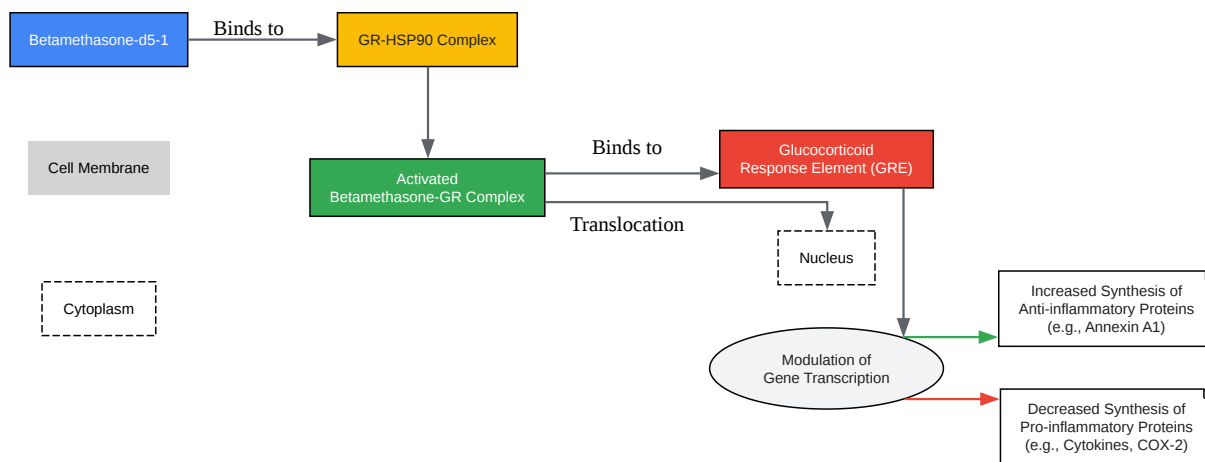 Betamethasone-d5-1
Binds to
GR-HSP90 Complex
Cell Membrane
Activated
Betamethasone-GR Complex
Binds to
Glucocorticoid
Response Element (GRE)
Translocation
Nucleus
Cytoplasm
Increased Synthesis of
Anti-inflammatory Proteins
(e.g., Annexin A1)
Modulation of
Gene Transcription
Decreased Synthesis of
Pro-inflammatory Proteins
(e.g., Cytokines, COX-2)